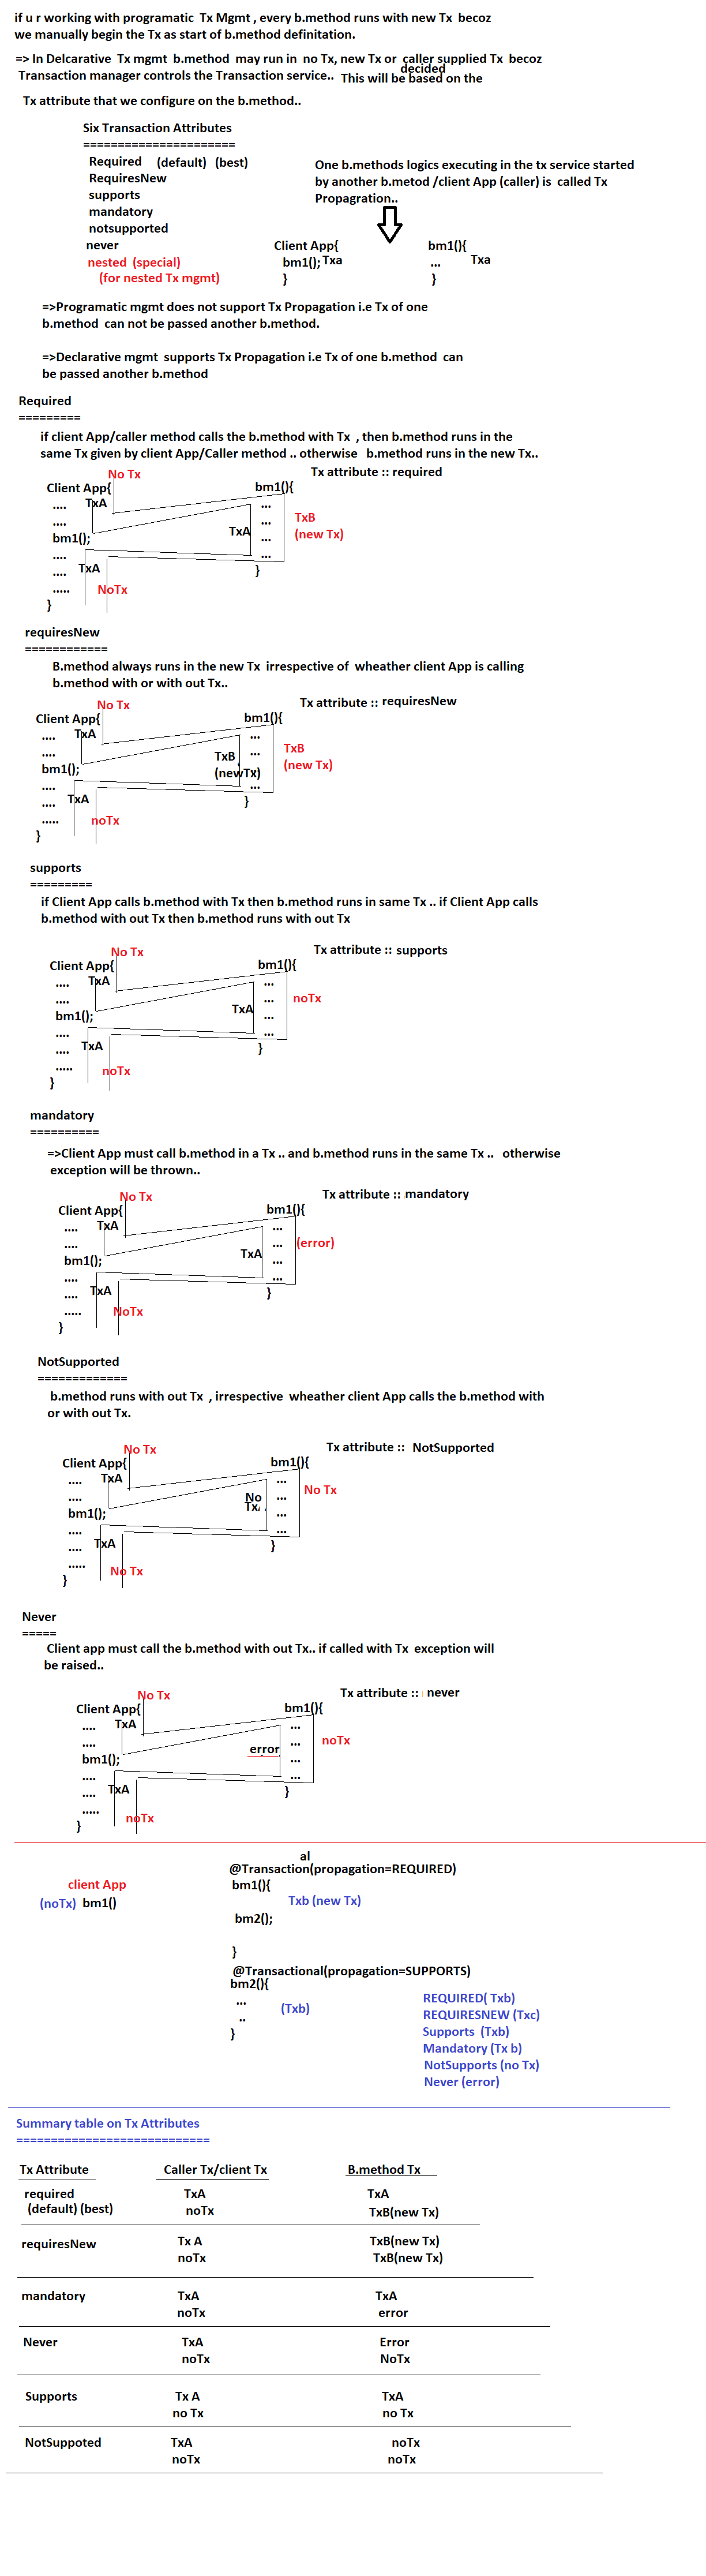 if u r working with programatic Tx Mgmt , every b.method runs with new Tx becoz
we manually begin the Tx as start of b.method definitation.
=> In Delcarative Tx mgmt b.method may run in no Tx, new Tx or caller supplied Tx becoz
decided
Transaction manager controls the Transaction service.. This will be based on the
Tx attribute that we configure on the b.method..
Six Transaction Attributes
======================
Required (default) (best)
RequiresNew
supports
mandatory
notsupported
never
nested (special)
(for nested Tx mgmt)
One b.methods logics executing in the tx service started
by another b.metod /client App (caller) is called Tx
Propagration..
Client App{
bm1(); Txa
}
bm1(){
... Txa
}
=>Programatic mgmt does not support Tx Propagation i.e Tx of one
b.method can not be passed another b.method.
=>Declarative mgmt supports Tx Propagation i.e Tx of one b.method can
be passed another b.method
Required
=========
if client App/caller method calls the b.method with Tx , then b.method runs in the
same Tx given by client App/Caller method .. otherwise b.method runs in the new Tx..
Tx attribute :: required
No Tx
Client App{
.... TxA
....
bm1();
....
.... TxA
..... NoTx
}
bm1(){
...
...
TxA ...
...
}
TxB
(new Tx)
requiresNew
============
B.method always runs in the new Tx irrespective of wheather client App is calling
b.method with or with out Tx..
Tx attribute :: requiresNew
No Tx
Client App{
.... TxA
....
bm1();
....
.... TxA
..... noTx
}
bm1(){
...
TxB ...
(newTx)
...
}
TxB
(new Tx)
supports
=========
if Client App calls b.method with Tx then b.method runs in same Tx .. if Client App calls
b.method with out Tx then b.method runs with out Tx
Tx attribute :: supports
No Tx
Client App{
.... TxA
....
bm1();
....
.... TxA
..... noTx
}
bm1(){
...
...
TxA ...
...
}
noTx
mandatory
==========
=>Client App must call b.method in a Tx .. and b.method runs in the same Tx .. otherwise
exception will be thrown..
Tx attribute :: mandatory
No Tx
Client App{
.... TxA
....
bm1();
....
.... TxA
..... NoTx
}
bm1(){
...
...
TxA ...
...
}
(error)
NotSupported
=============
b.method runs with out Tx , irrespective wheather client App calls the b.method with
or with out Tx.
Tx attribute :: NotSupported
No Tx
Client App{
.... TxA
....
bm1();
....
.... TxA
..... No Tx
}
bm1(){
...
No ...
Tx
...
...
}
No Tx
Never
=====
Client app must call the b.method with out Tx.. if called with Tx exception will
be raised..
Tx attribute :: never
No Tx
Client App{
.... TxA
....
bm1();
....
.... TxA
..... noTx
}
bm1(){
...
...
error ...
...
}
noTx
client App
(noTx) bm1()
al
@Transaction(propagation=REQUIRED)
bm1(){
Txb (new Tx)
bm2();
}
@Transactional(propagation=SUPPORTS)
bm2(){
...
.. (Txb)
}
REQUIRED( Txb)
REQUIRESNEW (Txc)
Supports (Txb)
Mandatory (Tx b)
NotSupports (no Tx)
Never (error)
Summary table on Tx Attributes
============================
Tx Attribute Caller Tx/client Tx B.method Tx
required TxA TxA
(default) (best) noTx TxB(new Tx)
requiresNew Tx A TxB(new Tx)
noTx TxB(new Tx)
mandatory TxA TxA
noTx error
Never TxA Error
noTx NoTx
Supports Tx A TxA
no Tx no Tx
NotSuppoted TxA noTx
noTx noTx